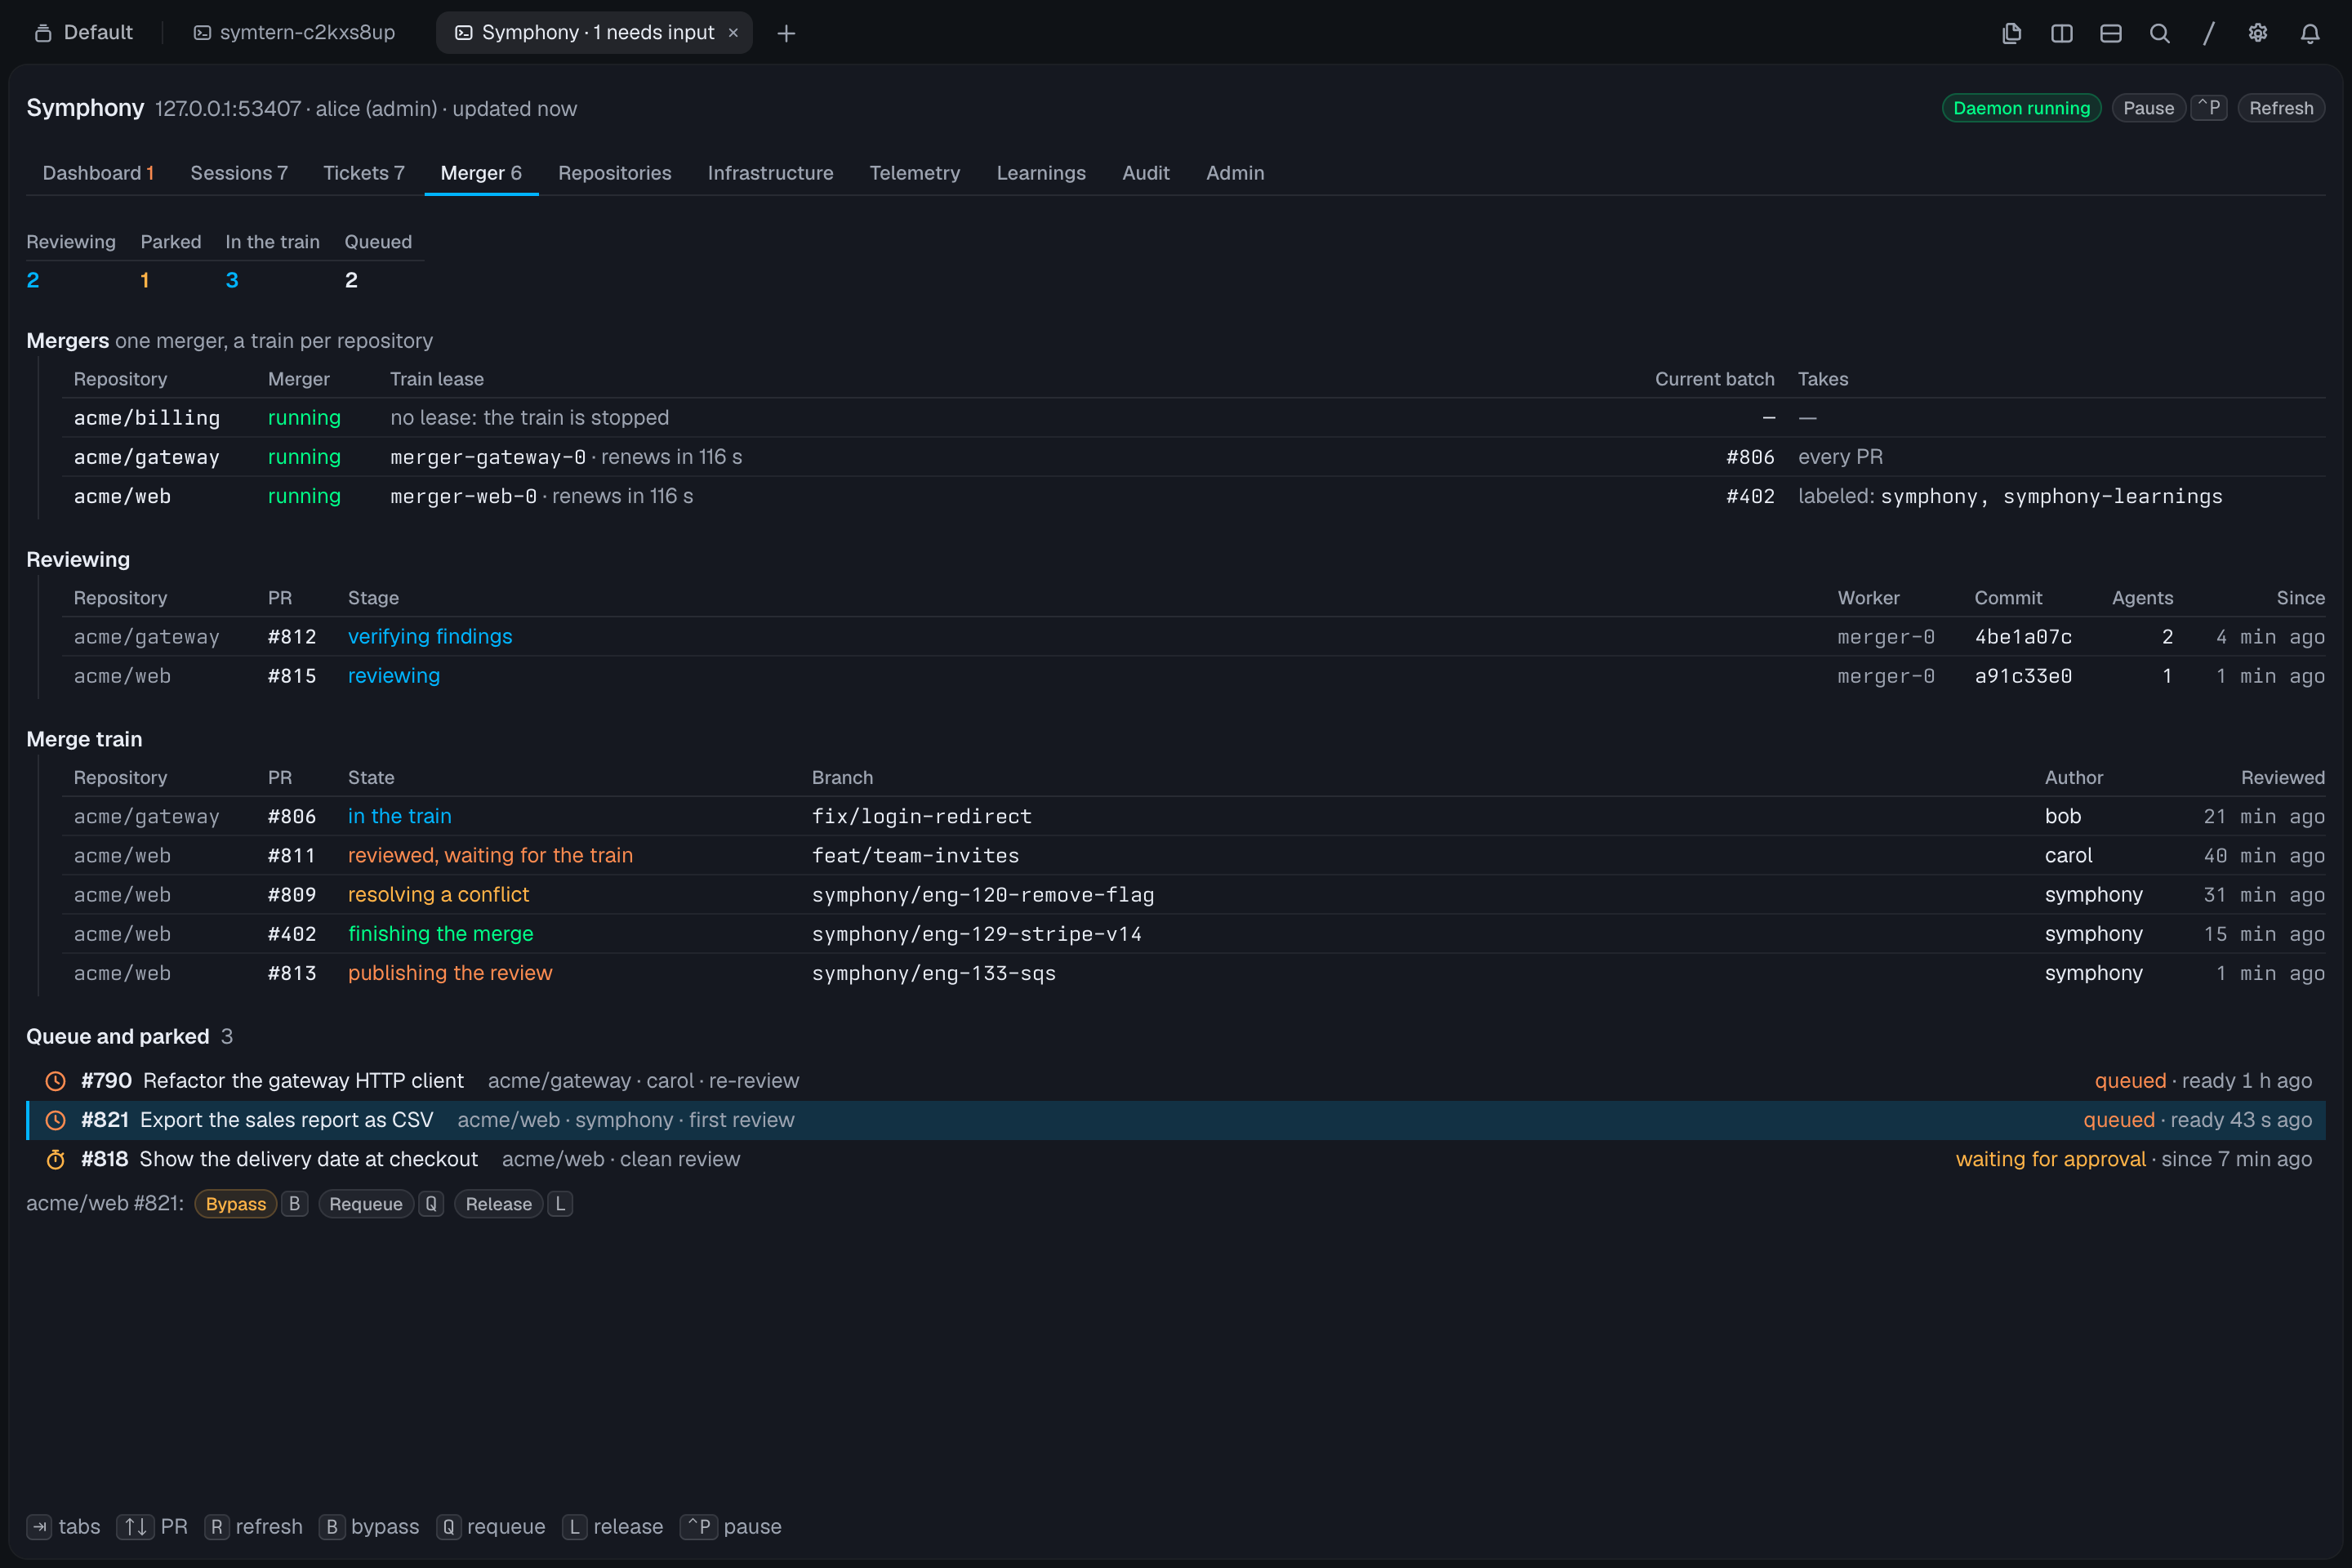 Default symtern-c2kxs8up Symphony · 1 needs input × +
Symphony 127.0.0.1:53407 · alice (admin) · updated now Daemon running Pause ^P Refresh
Dashboard 1 Sessions 7 Tickets 7 Merger 6 Repositories Infrastructure Telemetry Learnings Audit Admin
Reviewing Parked In the train Queued
2 1 3 2
Mergers one merger, a train per repository
Repository Merger Train lease Current batch Takes
acme/billing running no lease: the train is stopped – —
acme/gateway running merger-gateway-0 · renews in 116 s #806 every PR
acme/web running merger-web-0 · renews in 116 s #402 labeled: symphony, symphony-learnings
Reviewing
Repository PR Stage Worker Commit Agents Since
acme/gateway #812 verifying findings merger-0 4be1a07c 2 4 min ago
acme/web #815 reviewing merger-0 a91c33e0 1 1 min ago
Merge train
Repository PR State Branch Author Reviewed
acme/gateway #806 in the train fix/login-redirect bob 21 min ago
acme/web #811 reviewed, waiting for the train feat/team-invites carol 40 min ago
acme/web #809 resolving a conflict symphony/eng-120-remove-flag symphony 31 min ago
acme/web #402 finishing the merge symphony/eng-129-stripe-v14 symphony 15 min ago
acme/web #813 publishing the review symphony/eng-133-sqs symphony 1 min ago
Queue and parked 3
#790 Refactor the gateway HTTP client acme/gateway · carol · re-review queued · ready 1 h ago
#821 Export the sales report as CSV acme/web · symphony · first review queued · ready 43 s ago
#818 Show the delivery date at checkout acme/web · clean review waiting for approval · since 7 min ago
acme/web #821: Bypass B Requeue Q Release L
⇥ tabs ↑↓ PR R refresh B bypass Q requeue L release ^P pause